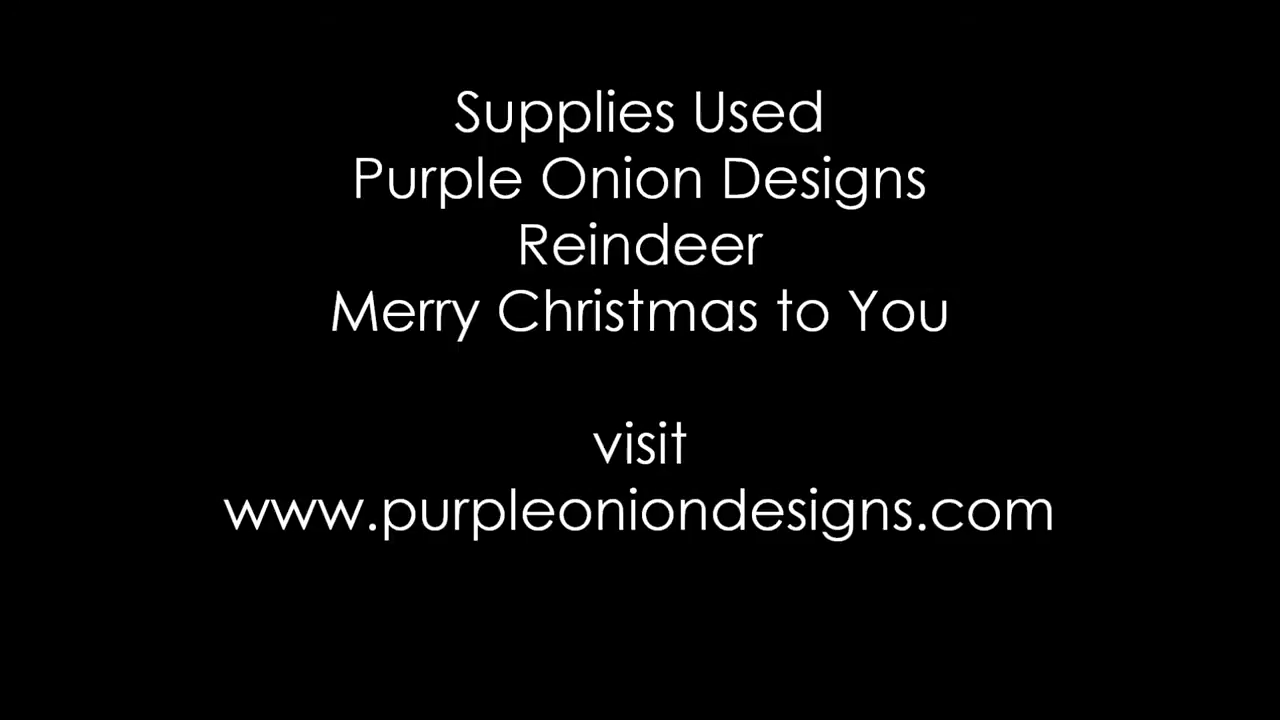 Supplies Used
Purple Onion Designs
Reindeer
Merry Christmas to You
visit
www.purpleoniondesigns.com